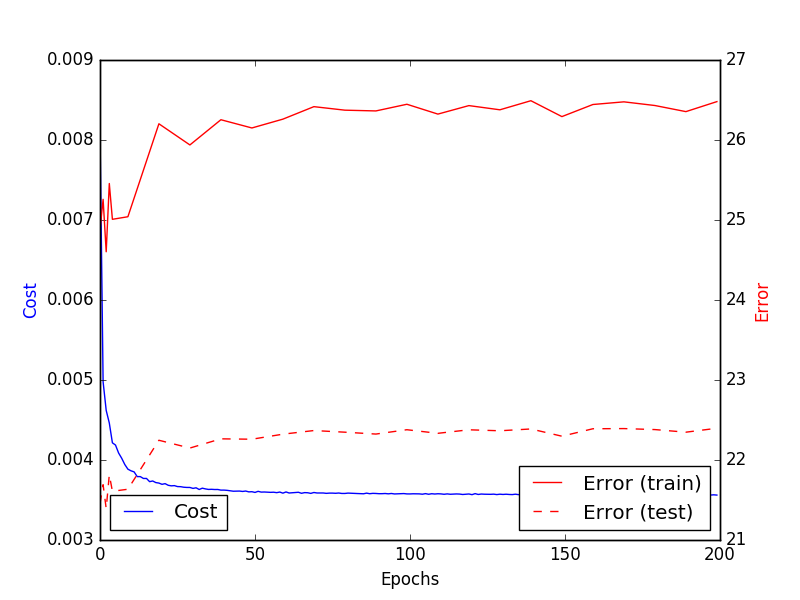 0.009
0.008
0.007
0.006
0.005
0.004
0.003
Cost
27
26
25
24
23
22
21
Error
Cost
Error (train)
Error (test)
0 50 100 150 200
Epochs